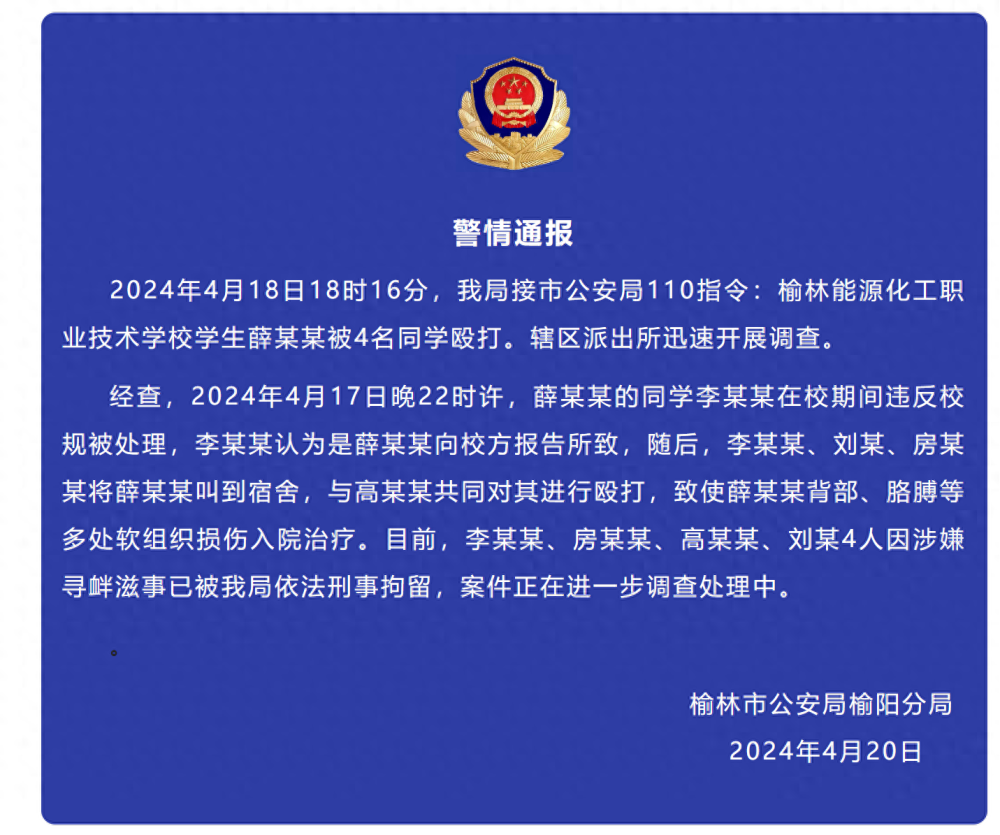 警情通报
2024年4月18日18时16分，我局接市公安局110指令：榆林能源化工职
业技术学校学生薛某某被4名同学殴打。辖区派出所迅速开展调查。
经查，2024年4月17日晚22时许，薛某某的同学李某某在校期间违反校
规被处理，李某某认为是薛某某向校方报告所致，随后，李某某、刘某、房某
某将薛某某叫到宿舍，与高某某共同对其进行殴打，致使薛某某背部、胳膊等
多处软组织损伤入院治疗。目前，李某某、房某某、高某某、刘某4人因涉嫌
寻衅滋事已被我局依法刑事拘留，案件正在进一步调查处理中。
。
榆林市公安局榆阳分局
2024年4月20日